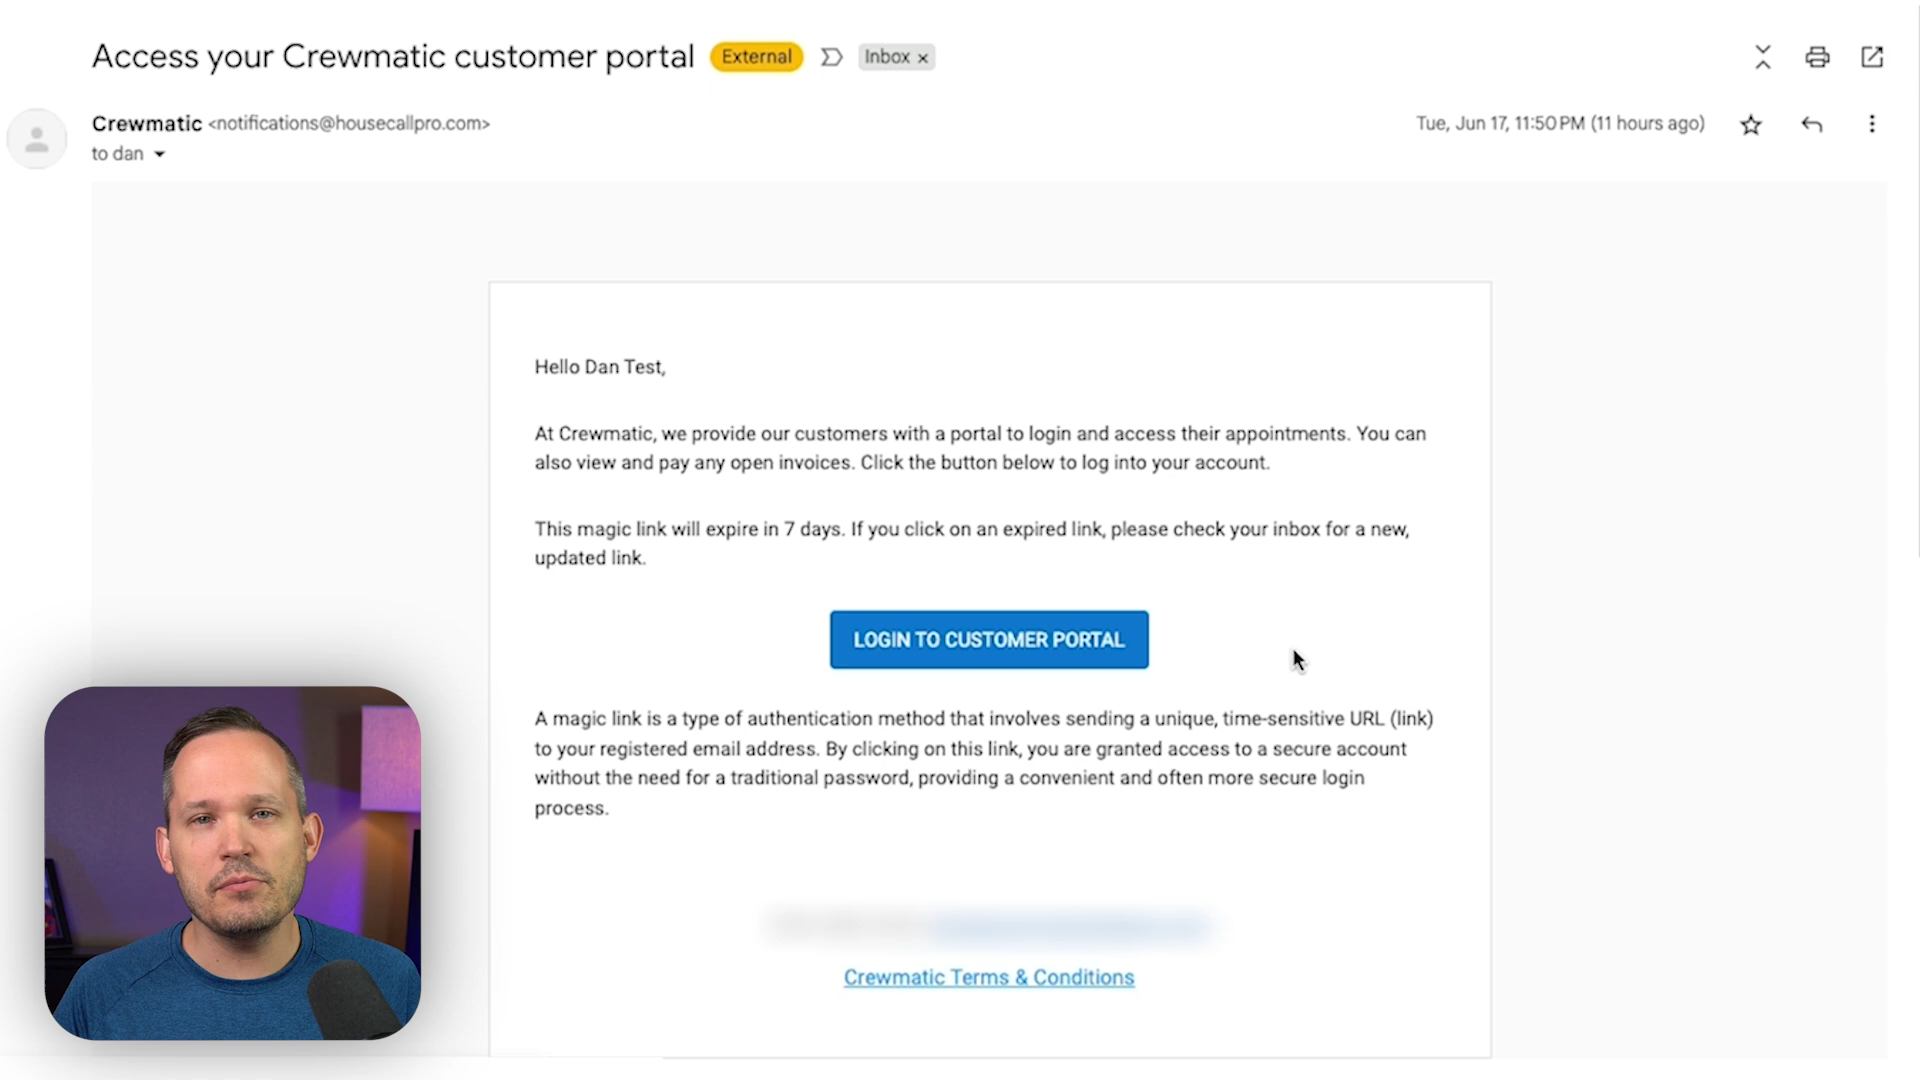 Access your Crewmatic customer portal External Inbox x
Crewmatic <notifications@housecallpro.com> Tue, Jun 17, 11:50 PM (11 hours ago)
to dan
Hello Dan Test,
At Crewmatic, we provide our customers with a portal to login and access their appointments. You can
also view and pay any open invoices. Click the button below to log into your account.
This magic link will expire in 7 days. If you click on an expired link, please check your inbox for a new,
updated link.
LOGIN TO CUSTOMER PORTAL
A magic link is a type of authentication method that involves sending a unique, time-sensitive URL (link)
to your registered email address. By clicking on this link, you are granted access to a secure account
without the need for a traditional password, providing a convenient and often more secure login
process.
Crewmatic Terms & Conditions